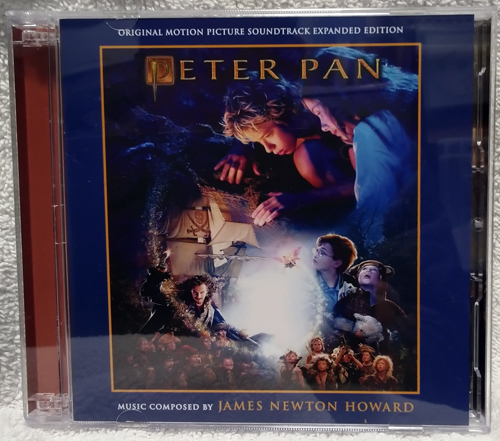 ORIGINAL MOTION PICTURE SOUNDTRACK EXPANDED EDITION
PETER PAN
MUSIC COMPOSED BY JAMES NEWTON HOWARD